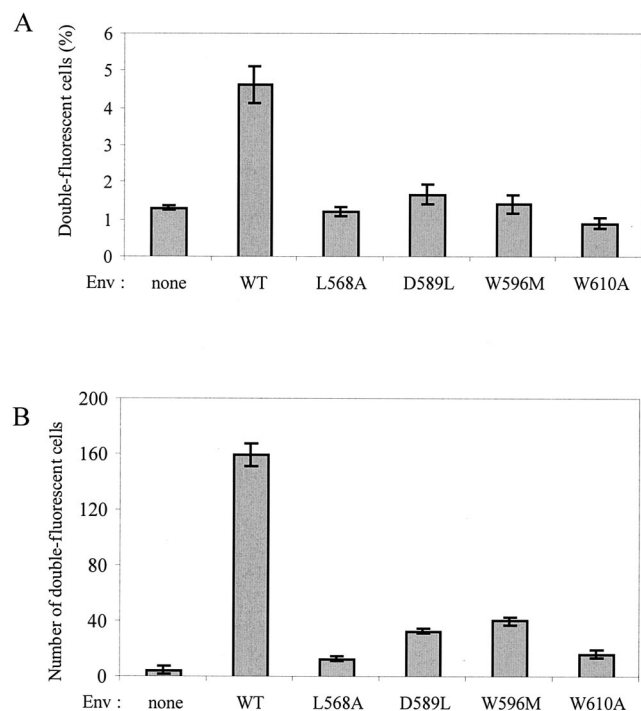 A
Double-fluorescent cells (%)
6
5
4
3
2
1
0
Env : none WT L568A D589L W596M W610A
B
Number of double-fluorescent cells
200
160
120
80
40
0
Env : none WT L568A D589L W596M W610A